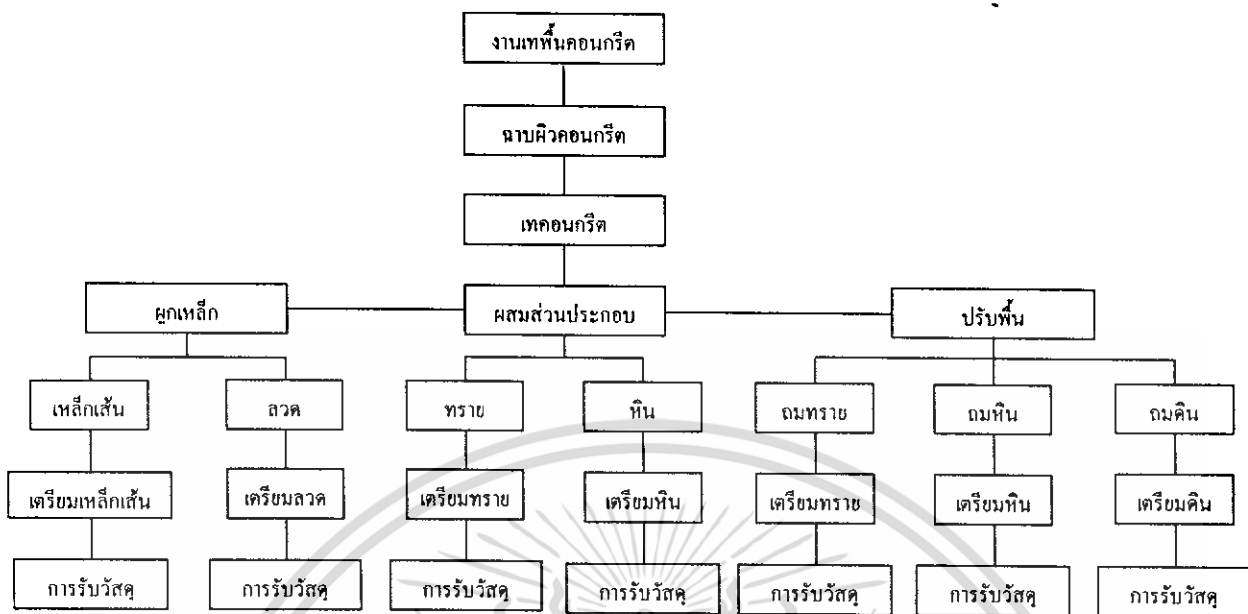 งานเทพื้นคอนกรีต
ฉาบผิวคอนกรีต
เทคอนกรีต
ผูกเหล็ก
ผสมส่วนประกอบ
ปรับพื้น
เหล็กเส้น
ลวด
ทราย
หิน
ถมทราย
ถมหิน
ถมดิน
เตรียมเหล็กเส้น
เตรียมลวด
เตรียมทราย
เตรียมหิน
เตรียมทราย
เตรียมหิน
เตรียมดิน
การรับวัสดุ
การรับวัสดุ
การรับวัสดุ
การรับวัสดุ
การรับวัสดุ
การรับวัสดุ
การรับวัสดุ